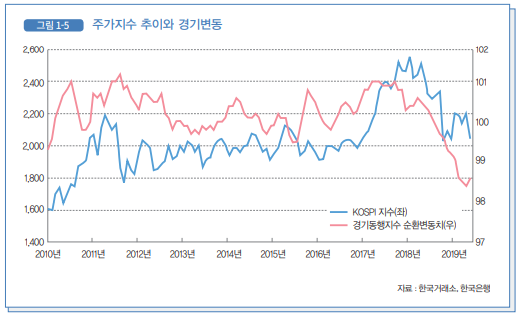 그림 1-5 주가지수 추이와 경기변동
2,600
2,400
2,200
2,000
1,800
1,600
1,400
102
101
100
99
98
97
KOSPI 지수(좌)
경기동행지수 순환변동치(우)
2010년 2011년 2012년 2013년 2014년 2015년 2016년 2017년 2018년 2019년
자료 : 한국거래소, 한국은행